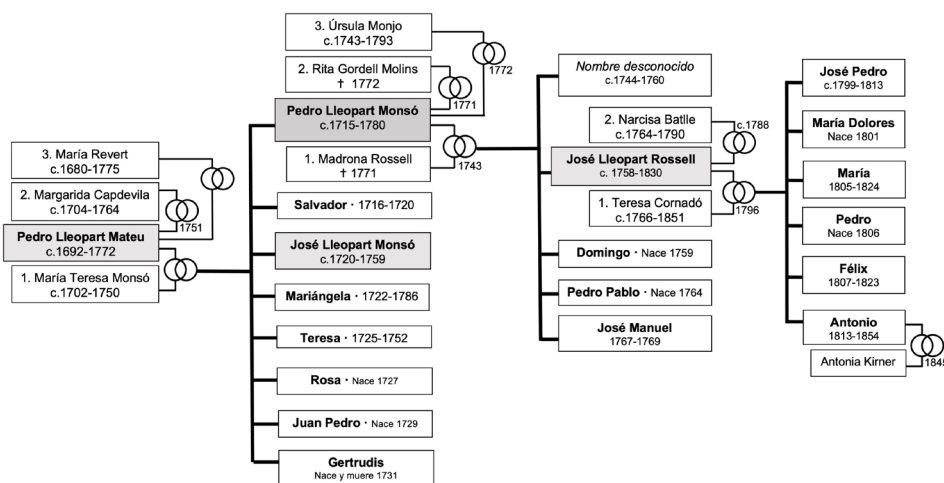 3. María Revert
c.1680-1775
2. Margarida Capdevila
c.1704-1764
1751
Pedro Lleopart Mateu
c.1692-1772
1. María Teresa Monsó
c.1702-1750
3. Úrsula Monjo
c.1743-1793
1772
2. Rita Gordell Molins
† 1772
1771
Pedro Lleopart Monsó
c.1715-1780
1. Madrona Rossell
† 1771
1743
Salvador · 1716-1720
José Lleopart Monsó
c.1720-1759
Mariángela · 1722-1786
Teresa · 1725-1752
Rosa · Nace 1727
Juan Pedro · Nace 1729
Gertrudis
Nace y muere 1731
Nombre desconocido
c.1744-1760
2. Narcisa Batlle
c.1764-1790
c.1788
José Lleopart Rossell
c. 1758-1830
1. Teresa Cornadó
c.1766-1851
1796
Domingo · Nace 1759
Pedro Pablo · Nace 1764
José Manuel
1767-1769
José Pedro
c.1799-1813
María Dolores
Nace 1801
María
1805-1824
Pedro
Nace 1806
Félix
1807-1823
Antonio
1813-1854
Antonia Kirner
1845